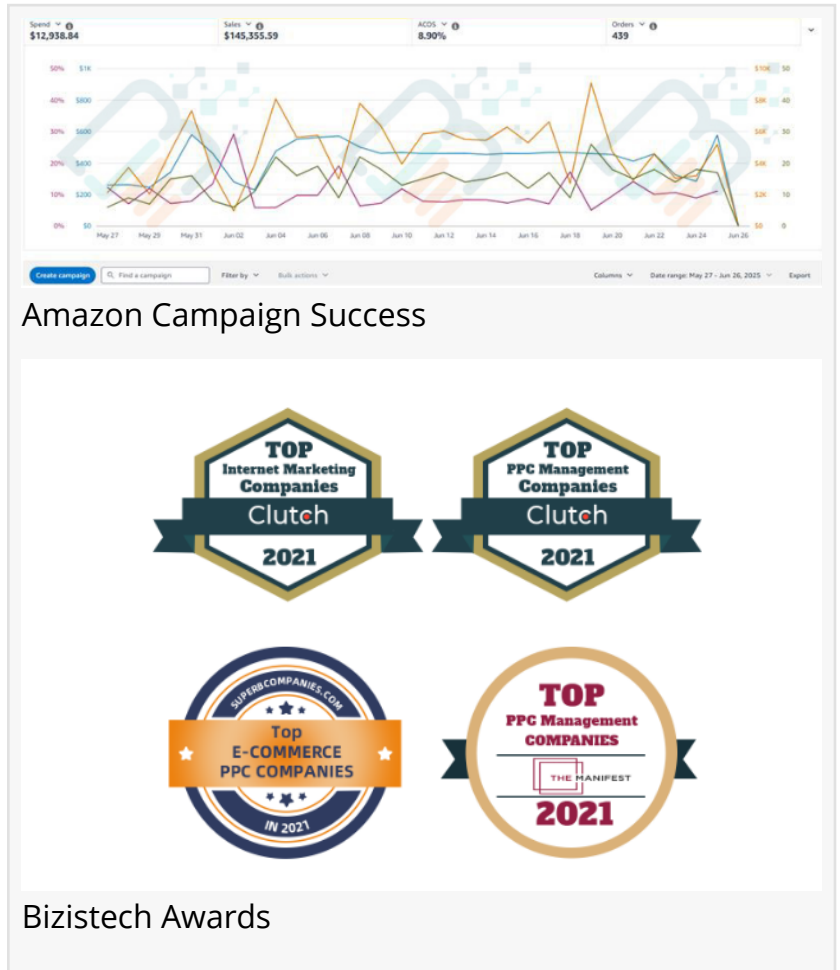 Spend Sales ACOS Orders
$12,938.84 $145,355.59 8.90% 439
50% $1K $10K 50
40% $800 $8K 40
30% $600 $6K 30
20% $400 $4K 20
10% $200 $2K 10
0% $0 $0 0
May 27 May 29 May 31 Jun 02 Jun 04 Jun 06 Jun 08 Jun 10 Jun 12 Jun 14 Jun 16 Jun 18 Jun 20 Jun 22 Jun 24 Jun 26
Create campaign Find a campaign Filter by Bulk actions Columns Date range: May 27 - Jun 26, 2025 Export
Amazon Campaign Success
TOP
Internet Marketing
Companies
Clutch
2021
TOP
PPC Management
Companies
Clutch
2021
SUPERBCOMPANIES.COM
Top
E-COMMERCE
PPC COMPANIES
IN 2021
TOP
PPC Management
COMPANIES
THE MANIFEST
2021
Bizistech Awards